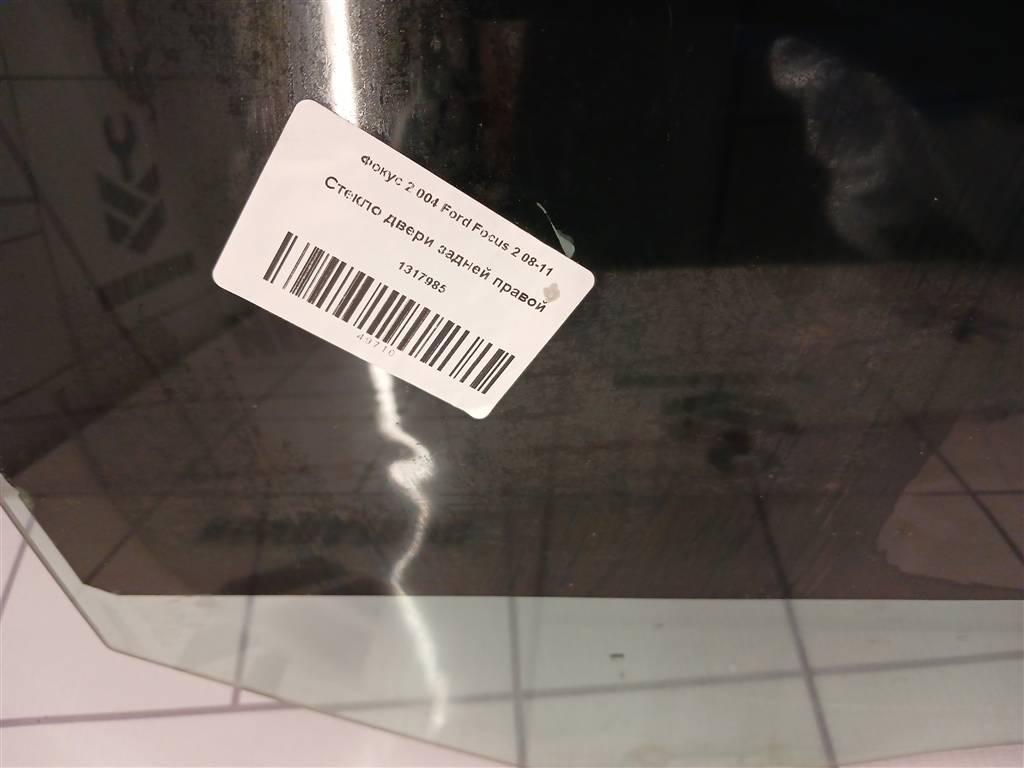 Фокус 2 004 Ford Focus 2 08-11
Стекло двери задней правой
1317985
49710